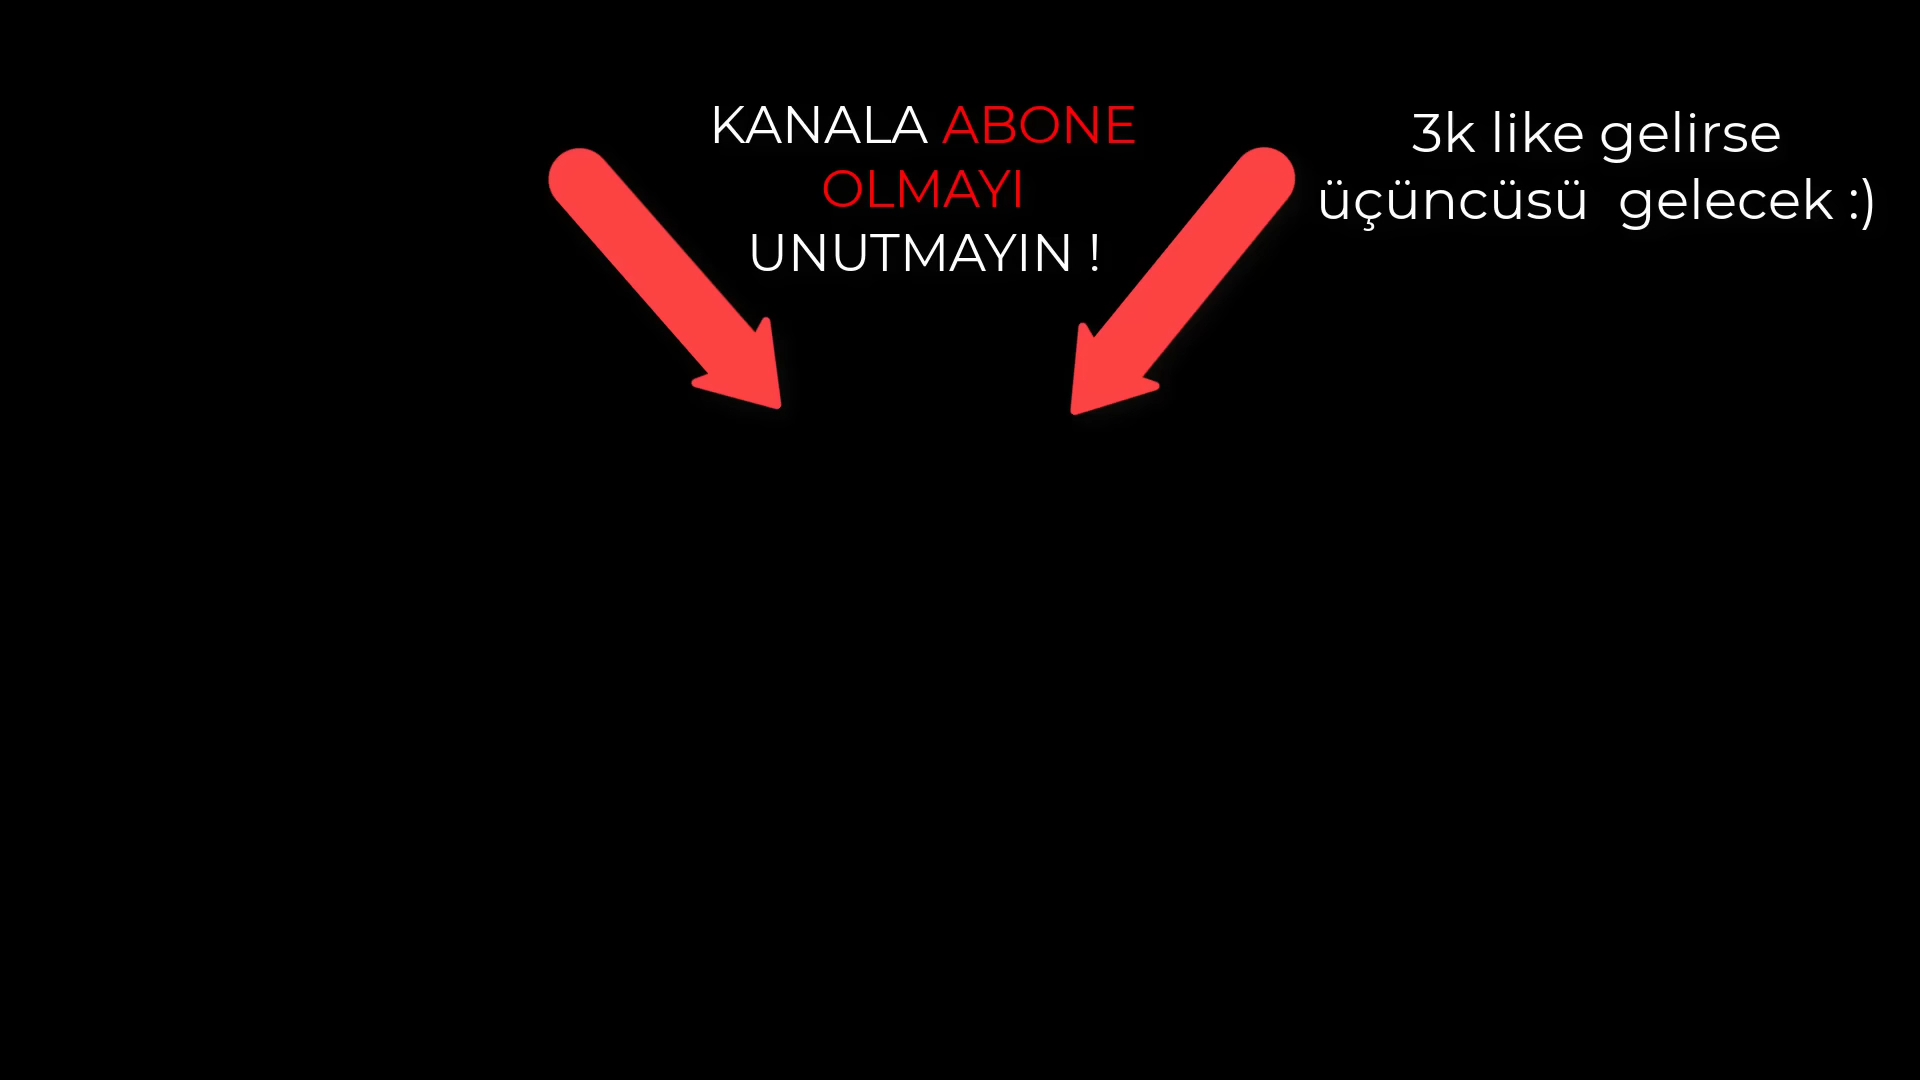 KANALA ABONE
OLMAYI
UNUTMAYIN !
3k like gelirse
üçüncüsü  gelecek :)